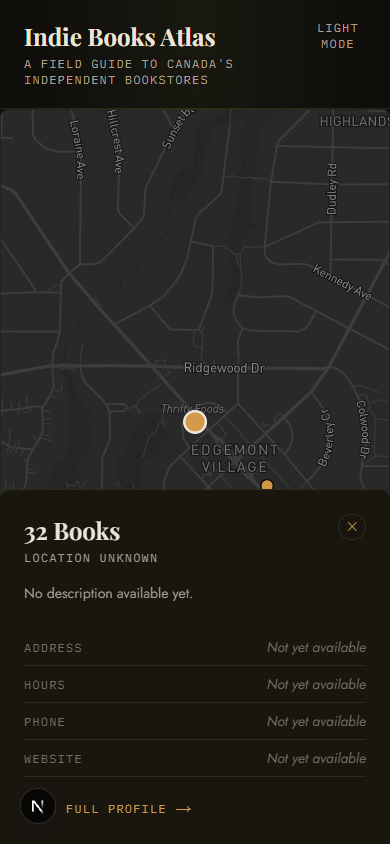 Indie Books Atlas
LIGHT
MODE
A FIELD GUIDE TO CANADA'S
INDEPENDENT BOOKSTORES
HIGHLANDS
Loraine Ave
Hillcrest Ave
Sunset B
Dudley Rd
Kennedy Ave
Ridgewood Dr
Thrifty Foods
EDGEMONT
VILLAGE
Beverley Cr
Colwood Dr
32 Books
×
LOCATION UNKNOWN
No description available yet.
ADDRESS Not yet available
HOURS Not yet available
PHONE Not yet available
WEBSITE Not yet available
N FULL PROFILE →